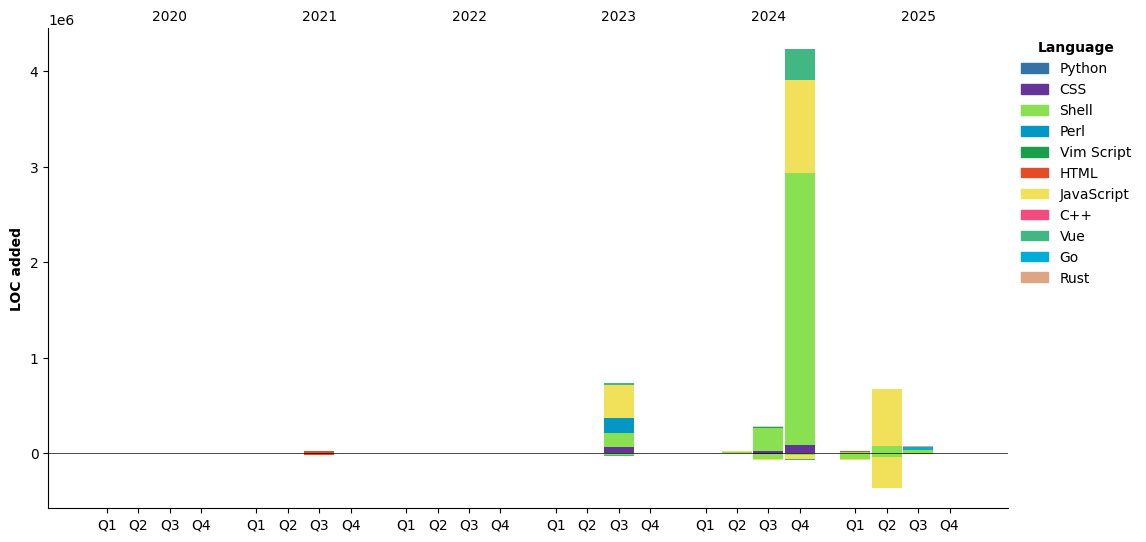 1e6
2020 2021 2022 2023 2024 2025
Language
Python
CSS
Shell
Perl
Vim Script
HTML
JavaScript
C++
Vue
Go
Rust
LOC added
4
3
2
1
0
Q1 Q2 Q3 Q4 Q1 Q2 Q3 Q4 Q1 Q2 Q3 Q4 Q1 Q2 Q3 Q4 Q1 Q2 Q3 Q4 Q1 Q2 Q3 Q4